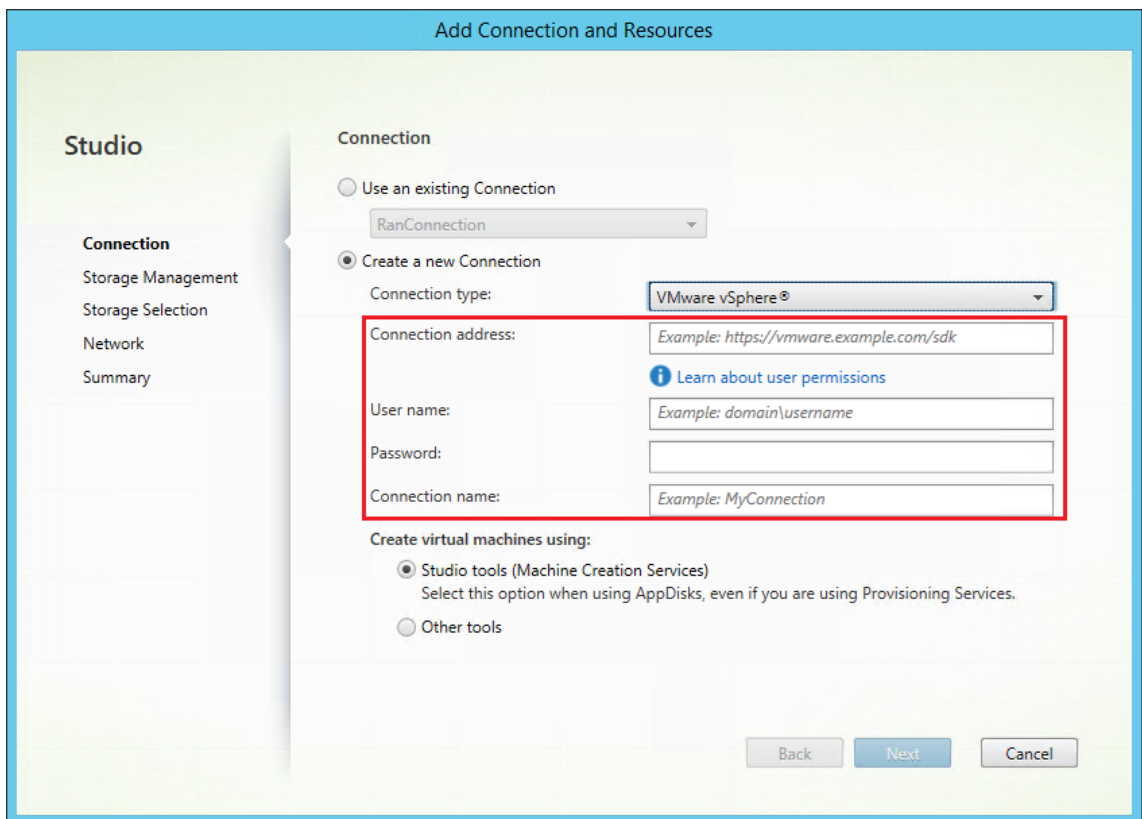 Add Connection and Resources
Studio
Connection
Storage Management
Storage Selection
Network
Summary
Connection
Use an existing Connection
RanConnection
Create a new Connection
Connection type:
VMware vSphere®
Connection address:
Example: https://vmware.example.com/sdk
Learn about user permissions
User name:
Example: domain\username
Password:
Connection name:
Example: MyConnection
Create virtual machines using:
Studio tools (Machine Creation Services)
Select this option when using AppDisks, even if you are using Provisioning Services.
Other tools
Back
Next
Cancel